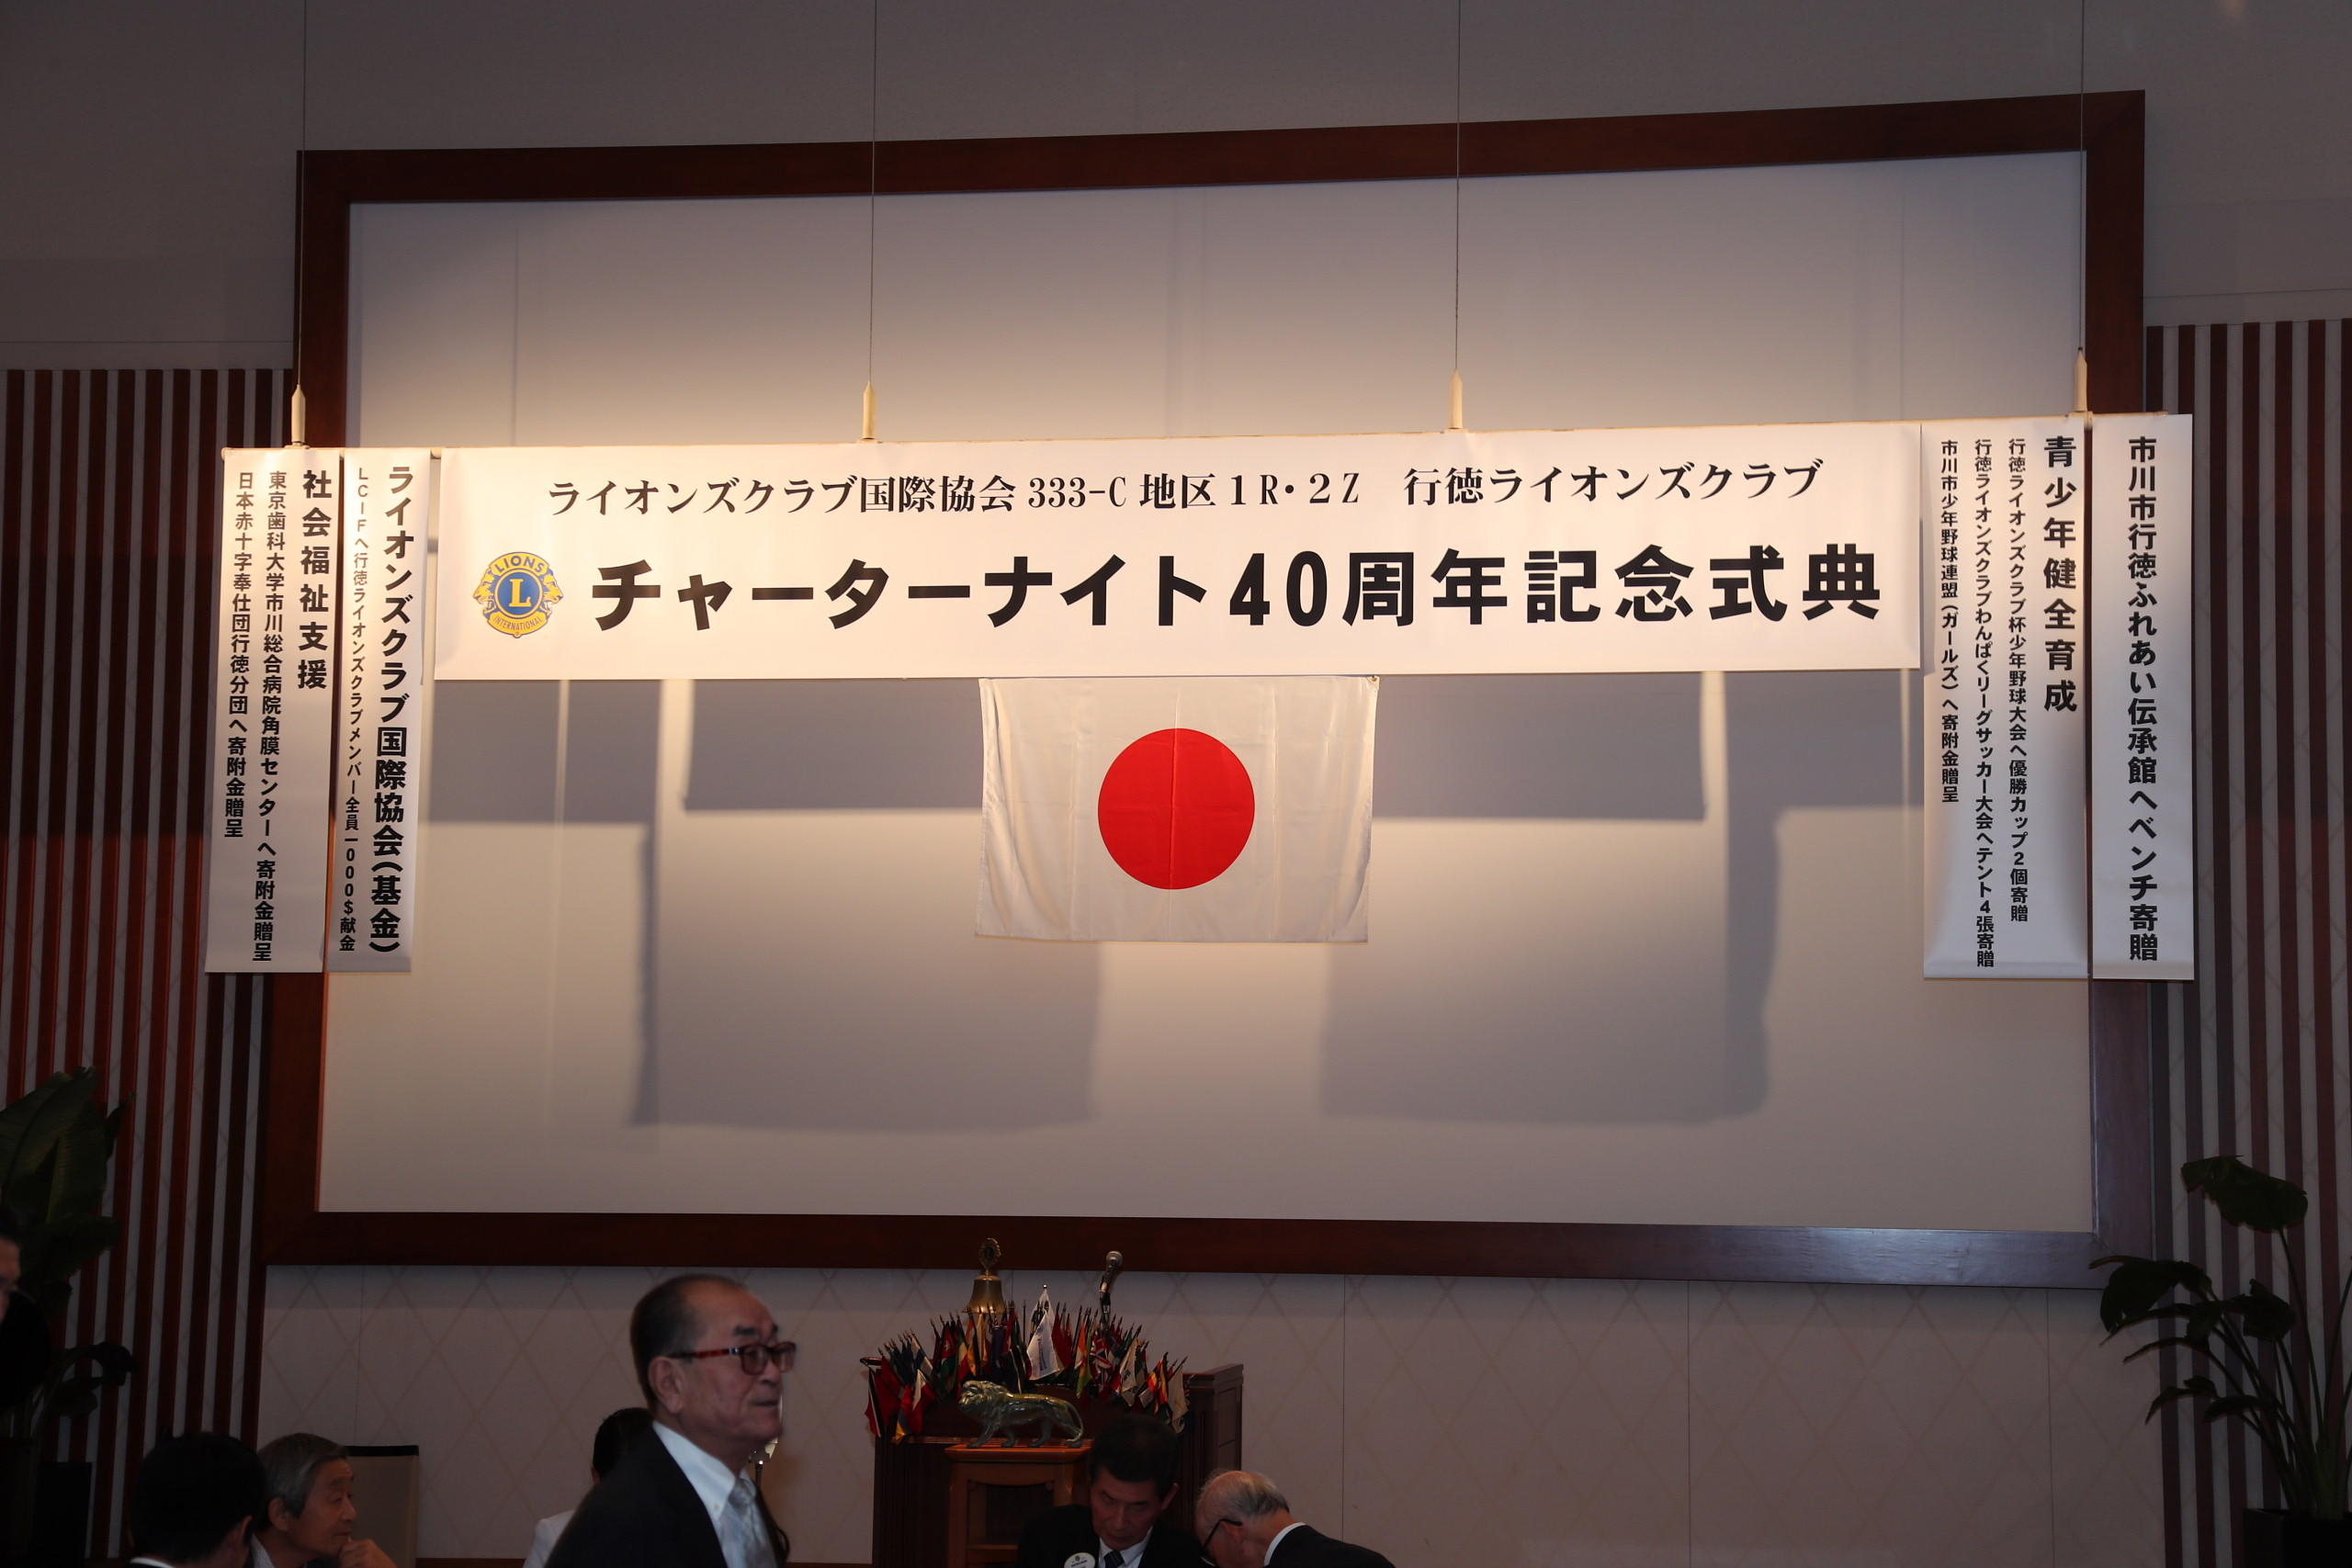 ライオンズクラブ国際協会 333-C 地区 1 R・2 Z 行徳ライオンズクラブ
チャーターナイト40周年記念式典
LIONS
L
INTERNATIONAL
市川市行徳ふれあい伝承館へベンチ寄贈
青少年健全育成
行徳ライオンズクラブ杯少年野球大会へ優勝カップ2個寄贈
行徳ライオンズクラブわんぱくリーグサッカー大会へテント4張寄贈
市川市少年野球連盟(ガールズ)へ寄附金贈呈
ライオンズクラブ国際協会(基金)
LCIFへ行徳ライオンズクラブメンバー全員1000$献金
社会福祉支援
東京歯科大学市川総合病院角膜センターへ寄附金贈呈
日本赤十字奉仕団行徳分団へ寄附金贈呈